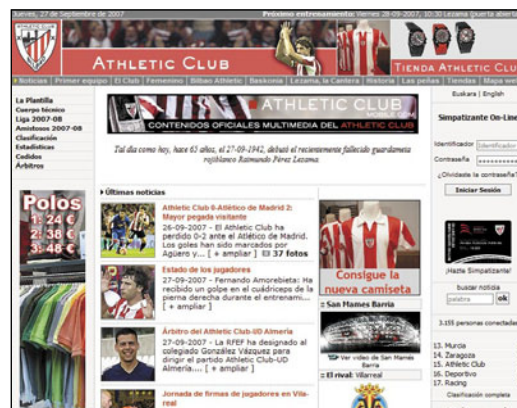 Jueves, 27 de Septiembre de 2007
Próximo entrenamiento: Viernes 28-09-2007, 10:30 Lezama (puerta abierta
ATHLETIC CLUB
TIENDA ATHLETIC C
Noticias | Primer equipo | El Club | Femenino | Bilbao Athletic | Baskonia | Lezama, la Cantera | Historia | Las peñas | Tiendas | Mapa we
La Plantilla
Cuerpo técnico
Liga 2007-08
Amistosos 2007-08
Clasificación
Estadísticas
Cedidos
Árbitros
Polos
1: 24 €
2: 38 €
3: 48 €
ATHLETIC CLUB
MOBILE.COM
CONTENIDOS OFICIALES MULTIMEDIA DEL ATHLETIC CLUB
Tal día como hoy, hace 65 años, el 27-09-1942, debutó el recientemente fallecido guardameta
rojiblanco Raimundo Pérez Lezama.
Últimas noticias
Athletic Club 0-Atlético de Madrid 2:
Mayor pegada visitante
26-09-2007 - El Athletic Club ha
perdido 0-2 ante el Atlético de Madrid.
Los goles han sido marcados por
Agüero y... [ + ampliar ] 37 fotos
Estado de los jugadores
27-09-2007 - Fernando Amorebieta: Ha
recibido un golpe en el cuádriceps de la
pierna derecha durante el entrenami...
[ + ampliar ]
Árbitro del Athletic Club-UD Almería
27-09-2007 - La RFEF ha designado al
colegiado González Vázquez para
dirigir el partido Athletic Club-UD
Almería.... [ + ampliar ]
Jornada de firmas de jugadores en Vila-
real
Consigue la
nueva camiseta
:: San Mames Barria
Ver video de San Mamés
Barria
:: El rival: Villarreal
Euskara | English
Simpatizante On-Line
Identificador
Identificador
Contraseña
¿Olvidaste la contraseña?
Iniciar Sesión
¡Hazte Simpatizante!
buscar noticia
palabra
ok
3.155 personas conectadas
13. Murcia
14. Zaragoza
15. Athletic Club
16. Deportivo
17. Racing
Clasificación completa